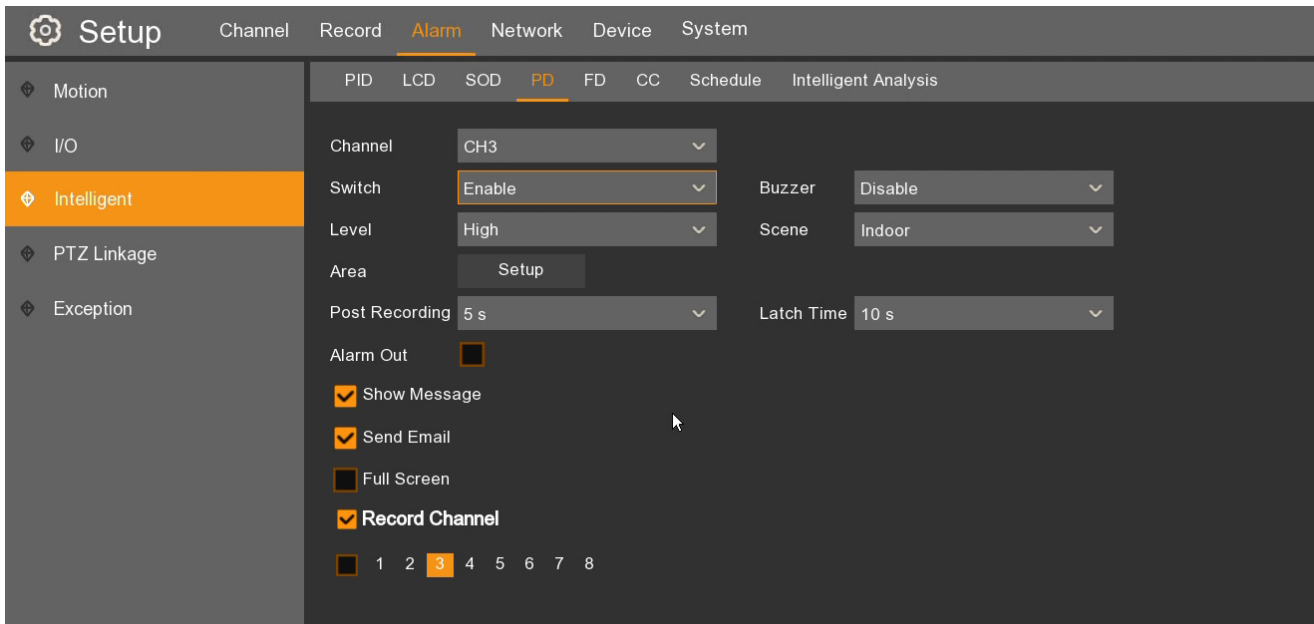 Setup Channel Record Alarm Network Device System
PID LCD SOD PD FD CC Schedule Intelligent Analysis
Motion
I/O
Intelligent
PTZ Linkage
Exception
Channel CH3
Switch Enable Buzzer Disable
Level High Scene Indoor
Area Setup
Post Recording 5 s Latch Time 10 s
Alarm Out
Show Message
Send Email
Full Screen
Record Channel
1 2 3 4 5 6 7 8